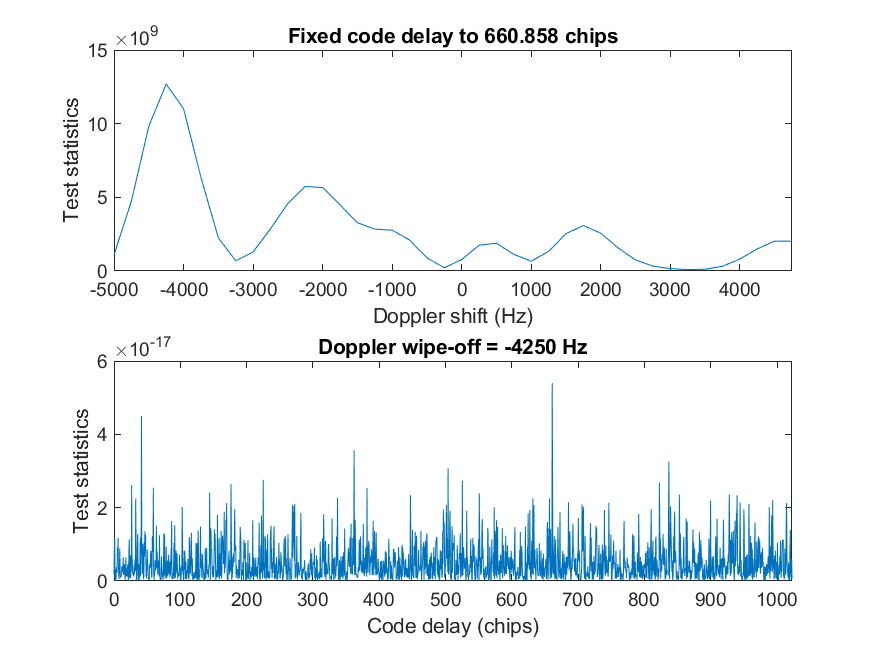 Fixed code delay to 660.858 chips
×10^9
15
10
5
0
Test statistics
-5000 -4000 -3000 -2000 -1000 0 1000 2000 3000 4000
Doppler shift (Hz)
Doppler wipe-off = -4250 Hz
×10^-17
6
4
2
0
Test statistics
0 100 200 300 400 500 600 700 800 900 1000
Code delay (chips)